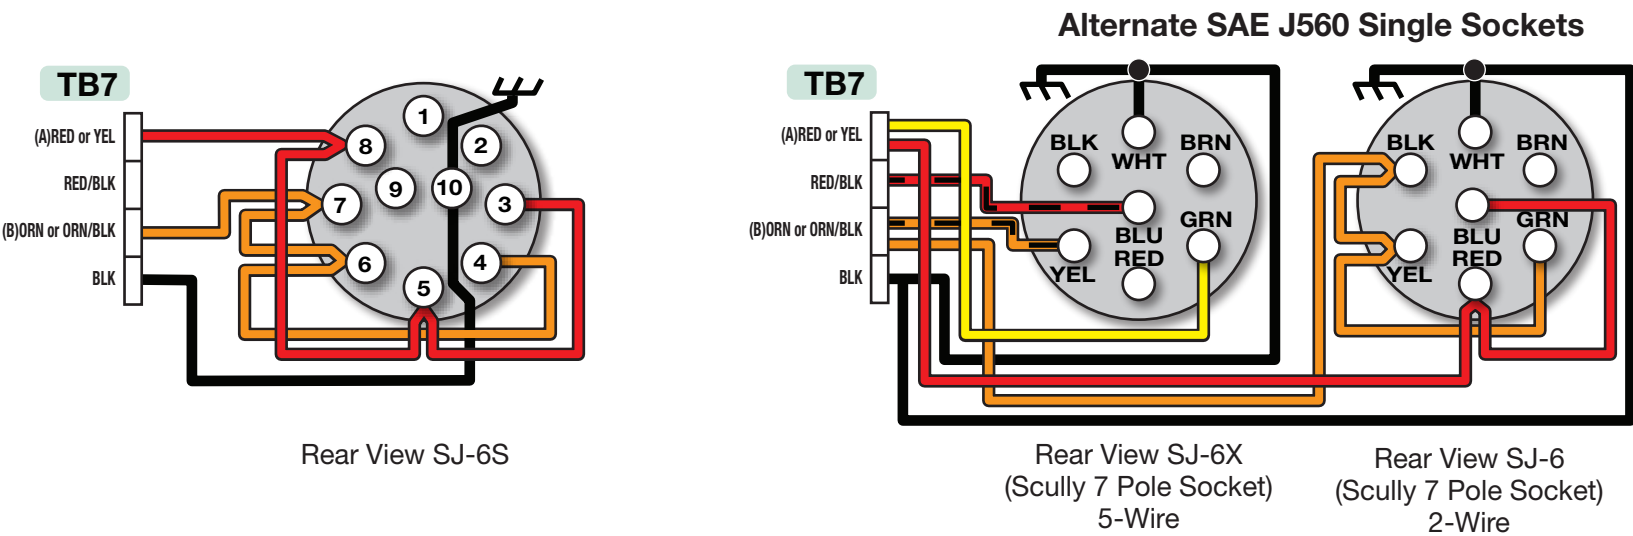 Alternate SAE J560 Single Sockets
TB7
(A)RED or YEL
RED/BLK
(B)ORN or ORN/BLK
BLK
1
2
8
9
10
3
7
6
4
5
Rear View SJ-6S
TB7
(A)RED or YEL
RED/BLK
(B)ORN or ORN/BLK
BLK
BLK
WHT
BRN
GRN
BLU
YEL
RED
Rear View SJ-6X
(Scully 7 Pole Socket)
5-Wire
BLK
WHT
BRN
GRN
BLU
YEL
RED
Rear View SJ-6
(Scully 7 Pole Socket)
2-Wire